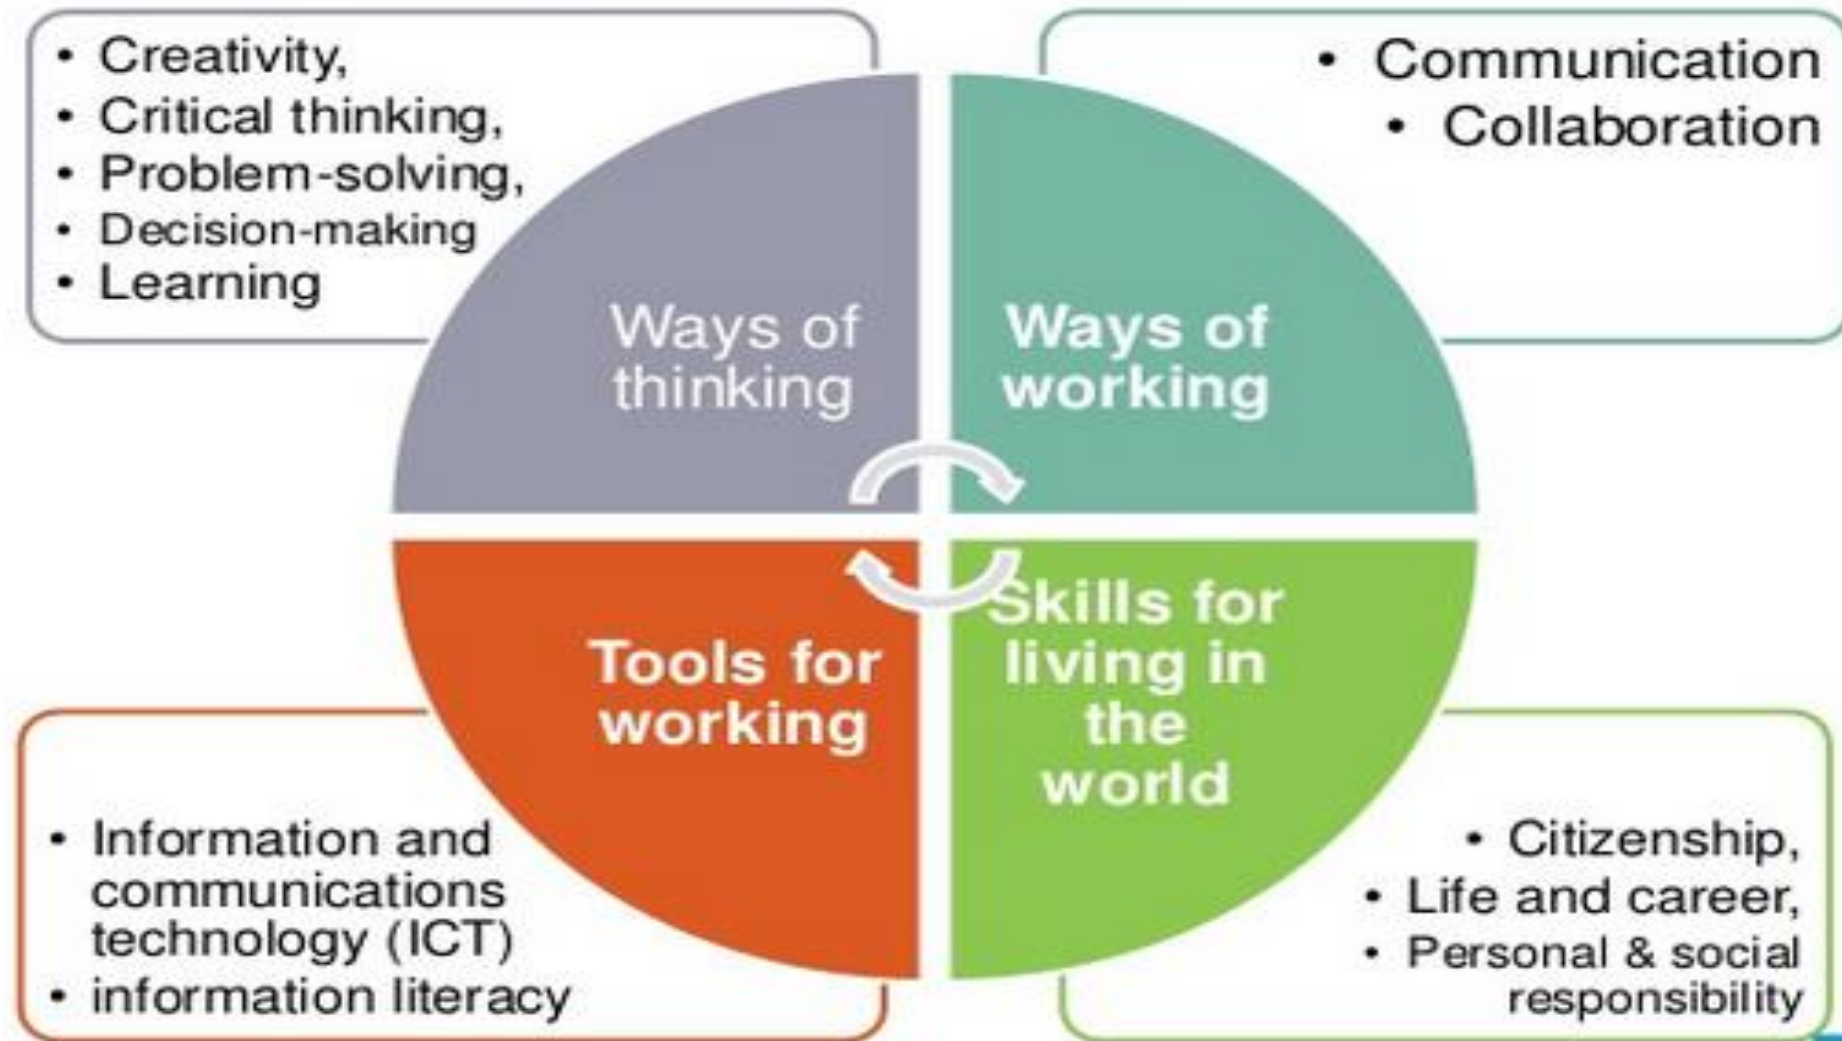 • Creativity,
• Critical thinking,
• Problem-solving,
• Decision-making
• Learning
Ways of
thinking
• Communication
• Collaboration
Ways of
working
Tools for
working
• Information and
communications
technology (ICT)
• information literacy
Skills for
living in
the
world
• Citizenship,
• Life and career,
• Personal & social
responsibility